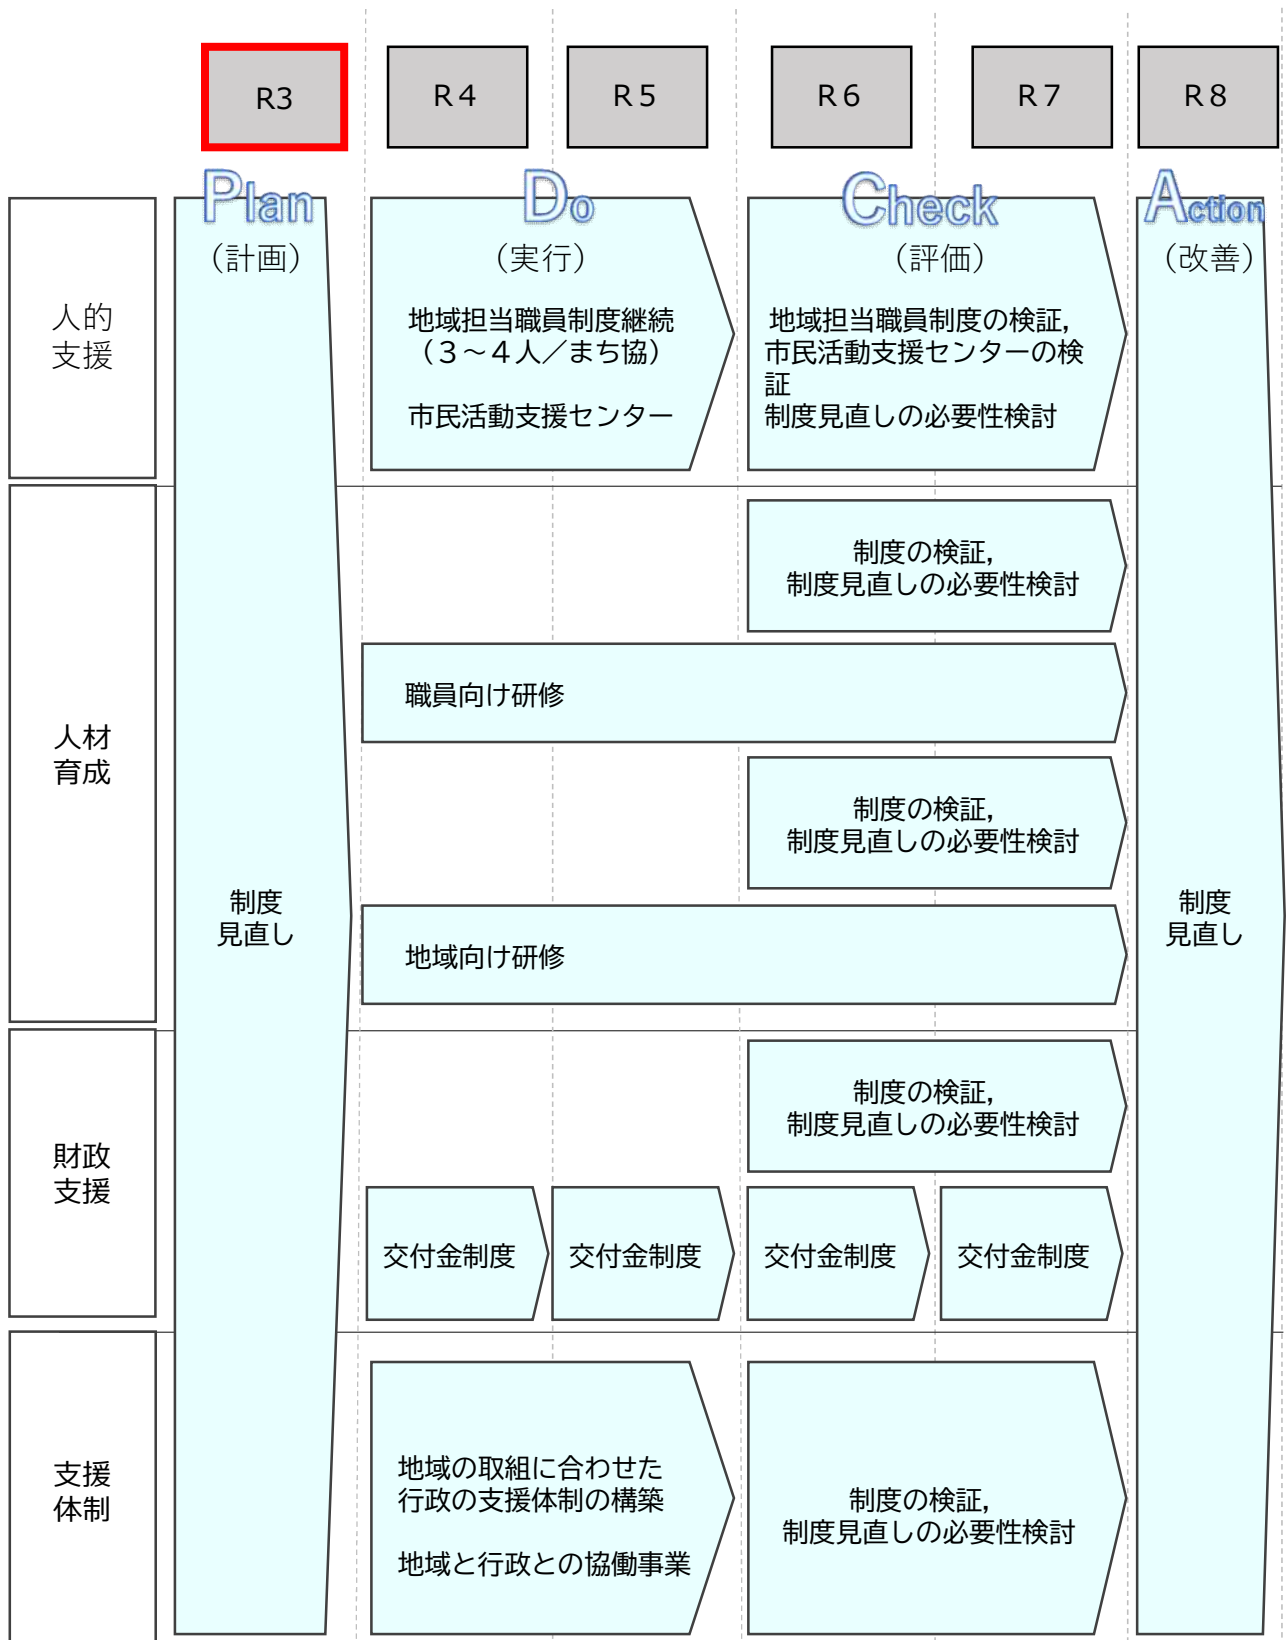 R3
R４
R５
R６
R７
R８
Plan
（計画）
Do
（実行）
Check
（評価）
Action
（改善）
人的
支援
地域担当職員制度継続
（３～４人／まち協）
市民活動支援センター
地域担当職員制度の検証，
市民活動支援センターの検
証
制度見直しの必要性検討
人材
育成
制度の検証，
制度見直しの必要性検討
職員向け研修
制度の検証，
制度見直しの必要性検討
地域向け研修
制度
見直し
制度
見直し
財政
支援
制度の検証，
制度見直しの必要性検討
交付金制度
交付金制度
交付金制度
交付金制度
支援
体制
地域の取組に合わせた
行政の支援体制の構築
地域と行政との協働事業
制度の検証，
制度見直しの必要性検討